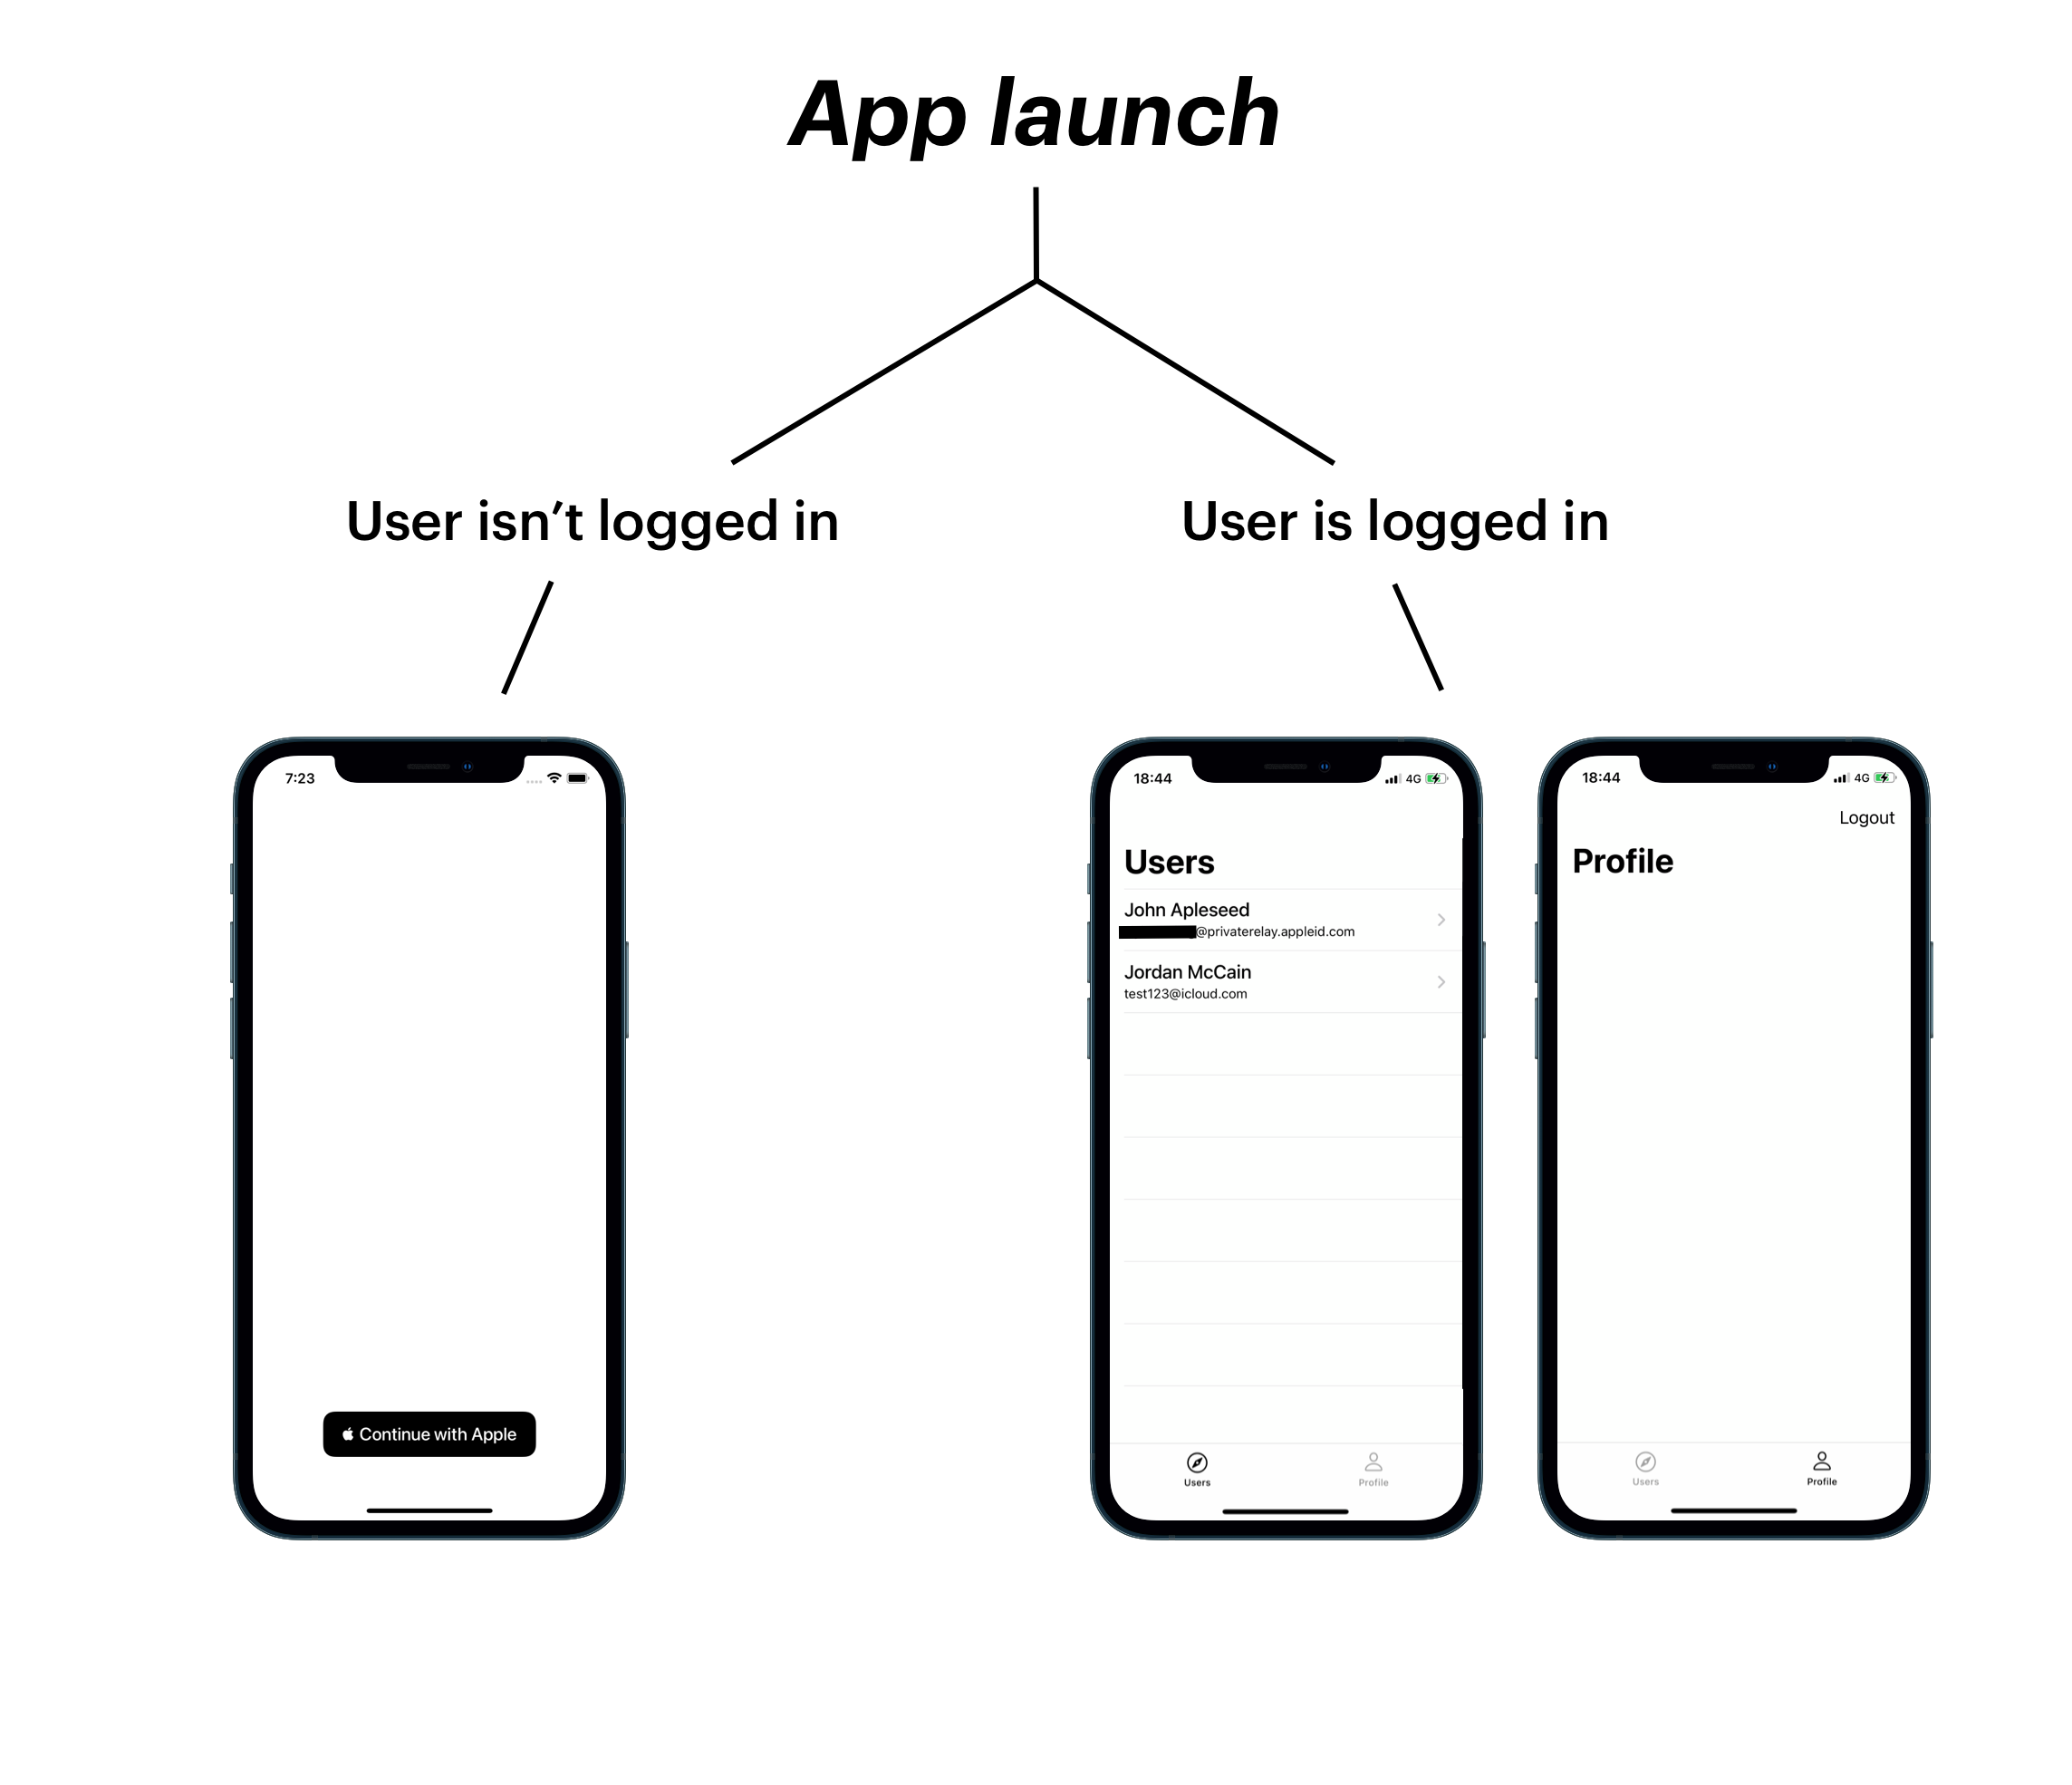 App launch
User isn’t logged in
User is logged in
7:23
Continue with Apple
18:44
4G
Users
John Apleseed
@privaterelay.appleid.com
Jordan McCain
test123@icloud.com
Users
Profile
18:44
4G
Logout
Profile
Users
Profile